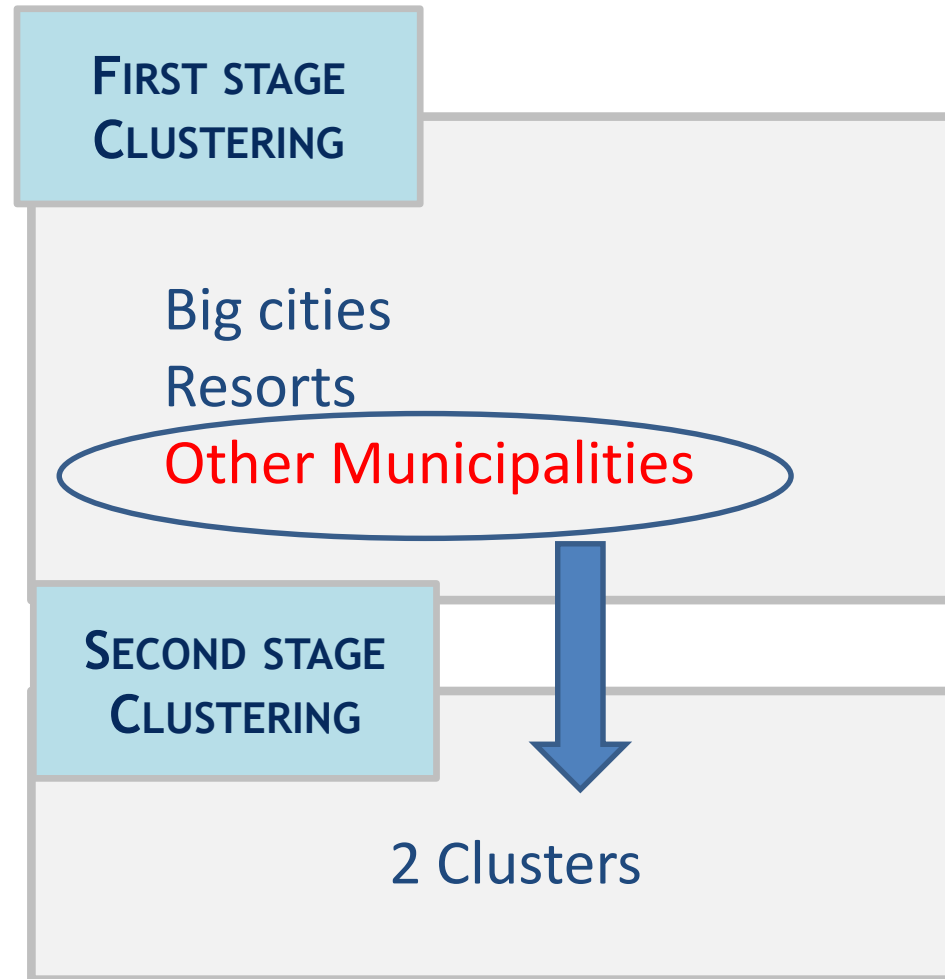 FIRST STAGE
CLUSTERING
Big cities
Resorts
Other Municipalities
SECOND STAGE
CLUSTERING
2 Clusters